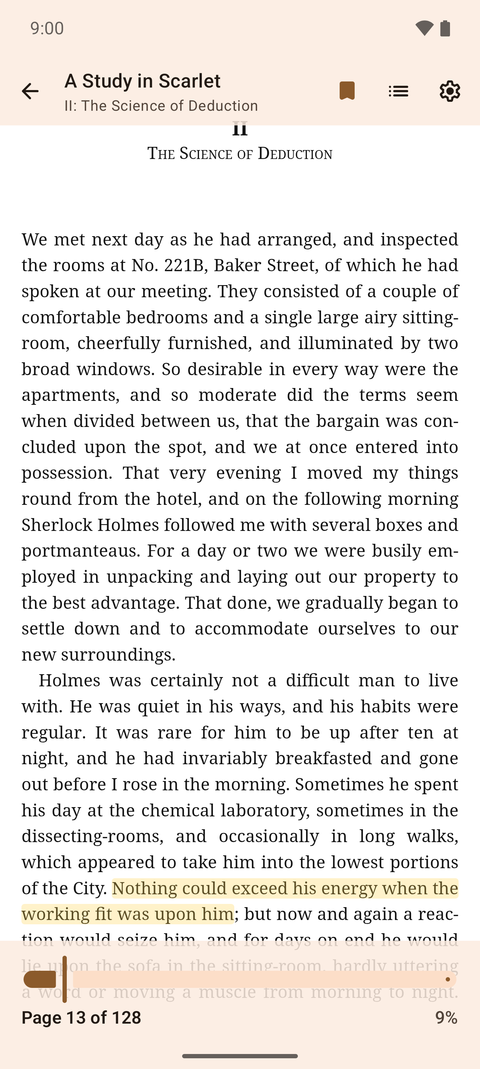 9:00
A Study in Scarlet
II: The Science of Deduction
II
The Science of Deduction
We met next day as he had arranged, and inspected
the rooms at No. 221B, Baker Street, of which he had
spoken at our meeting. They consisted of a couple of
comfortable bedrooms and a single large airy sitting-
room, cheerfully furnished, and illuminated by two
broad windows. So desirable in every way were the
apartments, and so moderate did the terms seem
when divided between us, that the bargain was con-
cluded upon the spot, and we at once entered into
possession. That very evening I moved my things
round from the hotel, and on the following morning
Sherlock Holmes followed me with several boxes and
portmanteaus. For a day or two we were busily em-
ployed in unpacking and laying out our property to
the best advantage. That done, we gradually began to
settle down and to accommodate ourselves to our
new surroundings.
Holmes was certainly not a difficult man to live
with. He was quiet in his ways, and his habits were
regular. It was rare for him to be up after ten at
night, and he had invariably breakfasted and gone
out before I rose in the morning. Sometimes he spent
his day at the chemical laboratory, sometimes in the
dissecting-rooms, and occasionally in long walks,
which appeared to take him into the lowest portions
of the City. Nothing could exceed his energy when the
working fit was upon him; but now and again a reac-
tion would seize him, and for days on end he would
lie upon the sofa in the sitting-room, hardly uttering
a word or moving a muscle from morning to night.
Page 13 of 128
9%